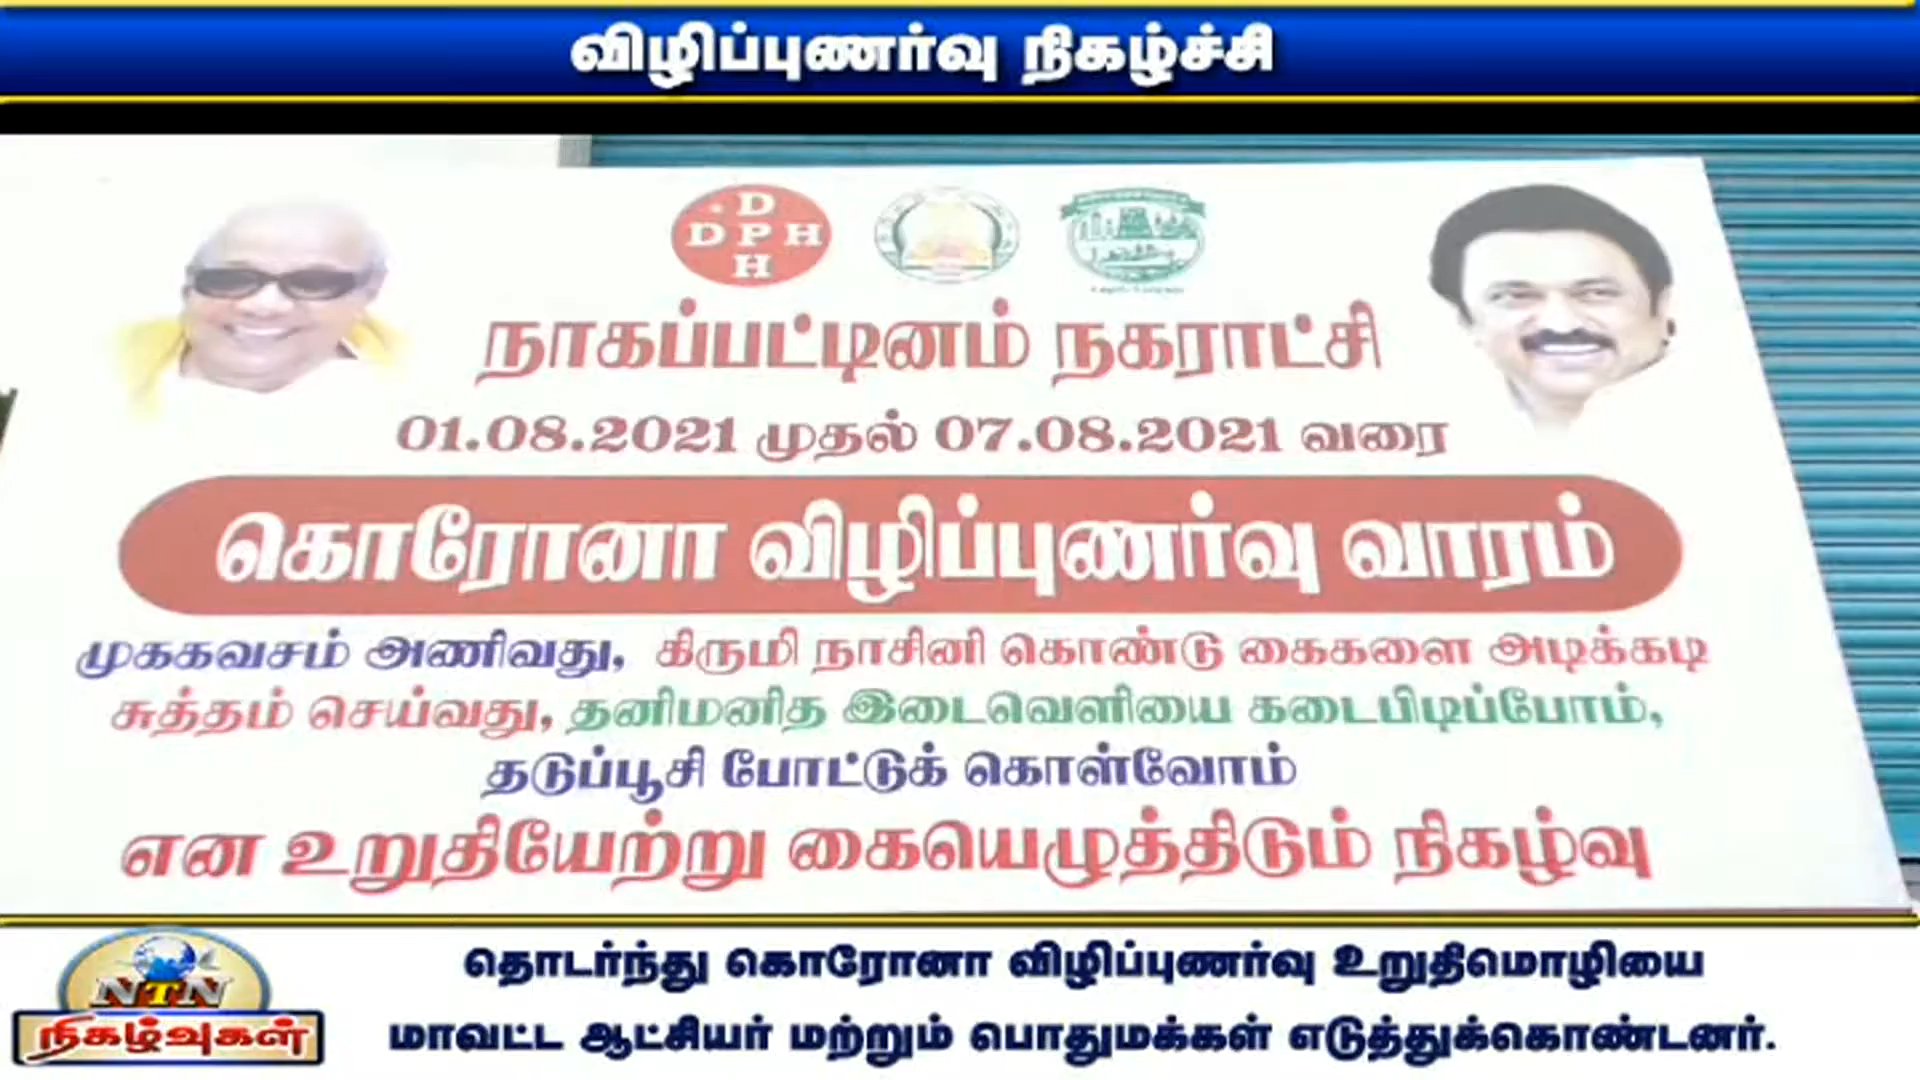 விழிப்புணர்வு நிகழ்ச்சி
D
DPH
H
நாகப்பட்டினம் நகராட்சி
01.08.2021 முதல் 07.08.2021 வரை
கொரோனா விழிப்புணர்வு வாரம்
முககவசம் அணிவது, கிருமி நாசினி கொண்டு கைகளை அடிக்கடி
சுத்தம் செய்வது, தனிமனித இடைவெளியை கடைபிடிப்போம்,
தடுப்பூசி போட்டுக் கொள்வோம்
என உறுதியேற்று கையெழுத்திடும் நிகழ்வு
NTN
நிகழ்வுகள்
தொடர்ந்து கொரோனா விழிப்புணர்வு உறுதிமொழியை
மாவட்ட ஆட்சியர் மற்றும் பொதுமக்கள் எடுத்துக்கொண்டனர்.